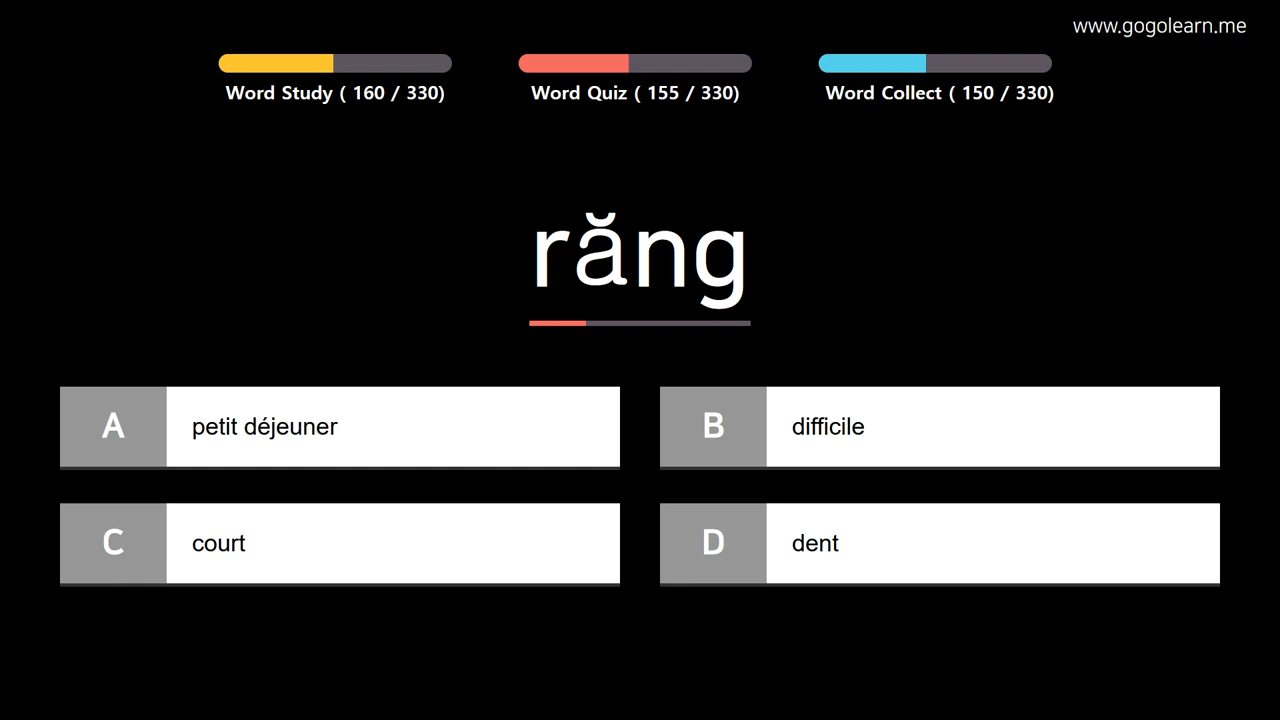 www.gogolearn.me
Word Study ( 160 / 330)
Word Quiz ( 155 / 330)
Word Collect ( 150 / 330)
răng
A petit déjeuner
B difficile
C court
D dent